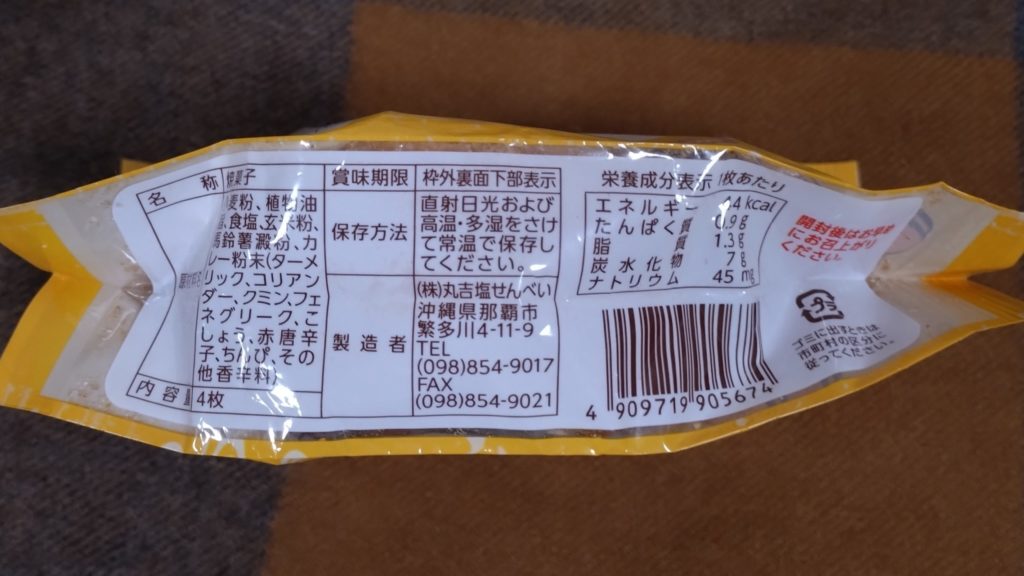 名 称 焼菓子
麦粉、植物油
食塩、玄
馬鈴薯澱粉、カ
レー粉末(ターメ
リック、コリアン
ダー、クミン、フェ
ネグリーク、こ
しょう、赤唐辛
子、ちんぴ、その
他香辛料)
内容量 4枚
賞味期限 枠外裏面下部表示
保存方法
直射日光および
高温・多湿をさけ
て常温で保存し
てください。
製造者
(株)丸吉塩せんべい
沖縄県那覇市
繁多川4-11-9
TEL
(098)854-9017
FAX
(098)854-9021
栄養成分表示 1枚あたり
エネルギー 4kcal
たんぱく質 0.9g
脂質 1.3g
炭水化物 7g
ナトリウム 45mg
4 909719 905674
開封後はお早めににお召上がり
ください。
プラ
ゴミに出すときは
市町村の区分に
従ってください。